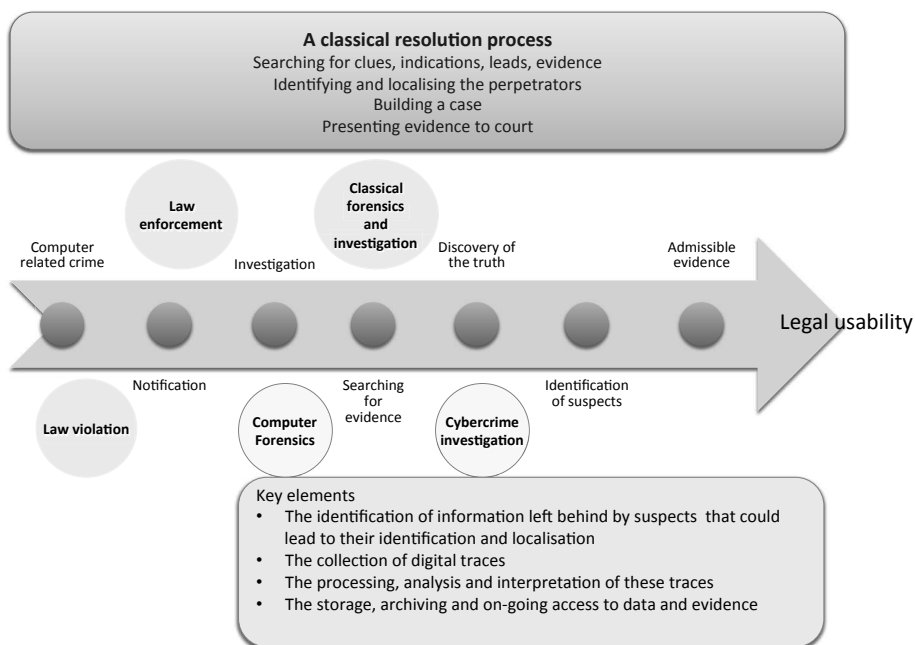 A classical resolution process
Searching for clues, indications, leads, evidence
Identifying and localising the perpetrators
Building a case
Presenting evidence to court
Law
enforcement
Classical
forensics
and
investigation
Computer
related crime
Investigation
Discovery of
the truth
Admissible
evidence
Legal usability
Notification
Searching
for
evidence
Identification
of suspects
Law violation
Computer
Forensics
Cybercrime
investigation
Key elements
• The identification of information left behind by suspects that could
lead to their identification and localisation
• The collection of digital traces
• The processing, analysis and interpretation of these traces
• The storage, archiving and on-going access to data and evidence